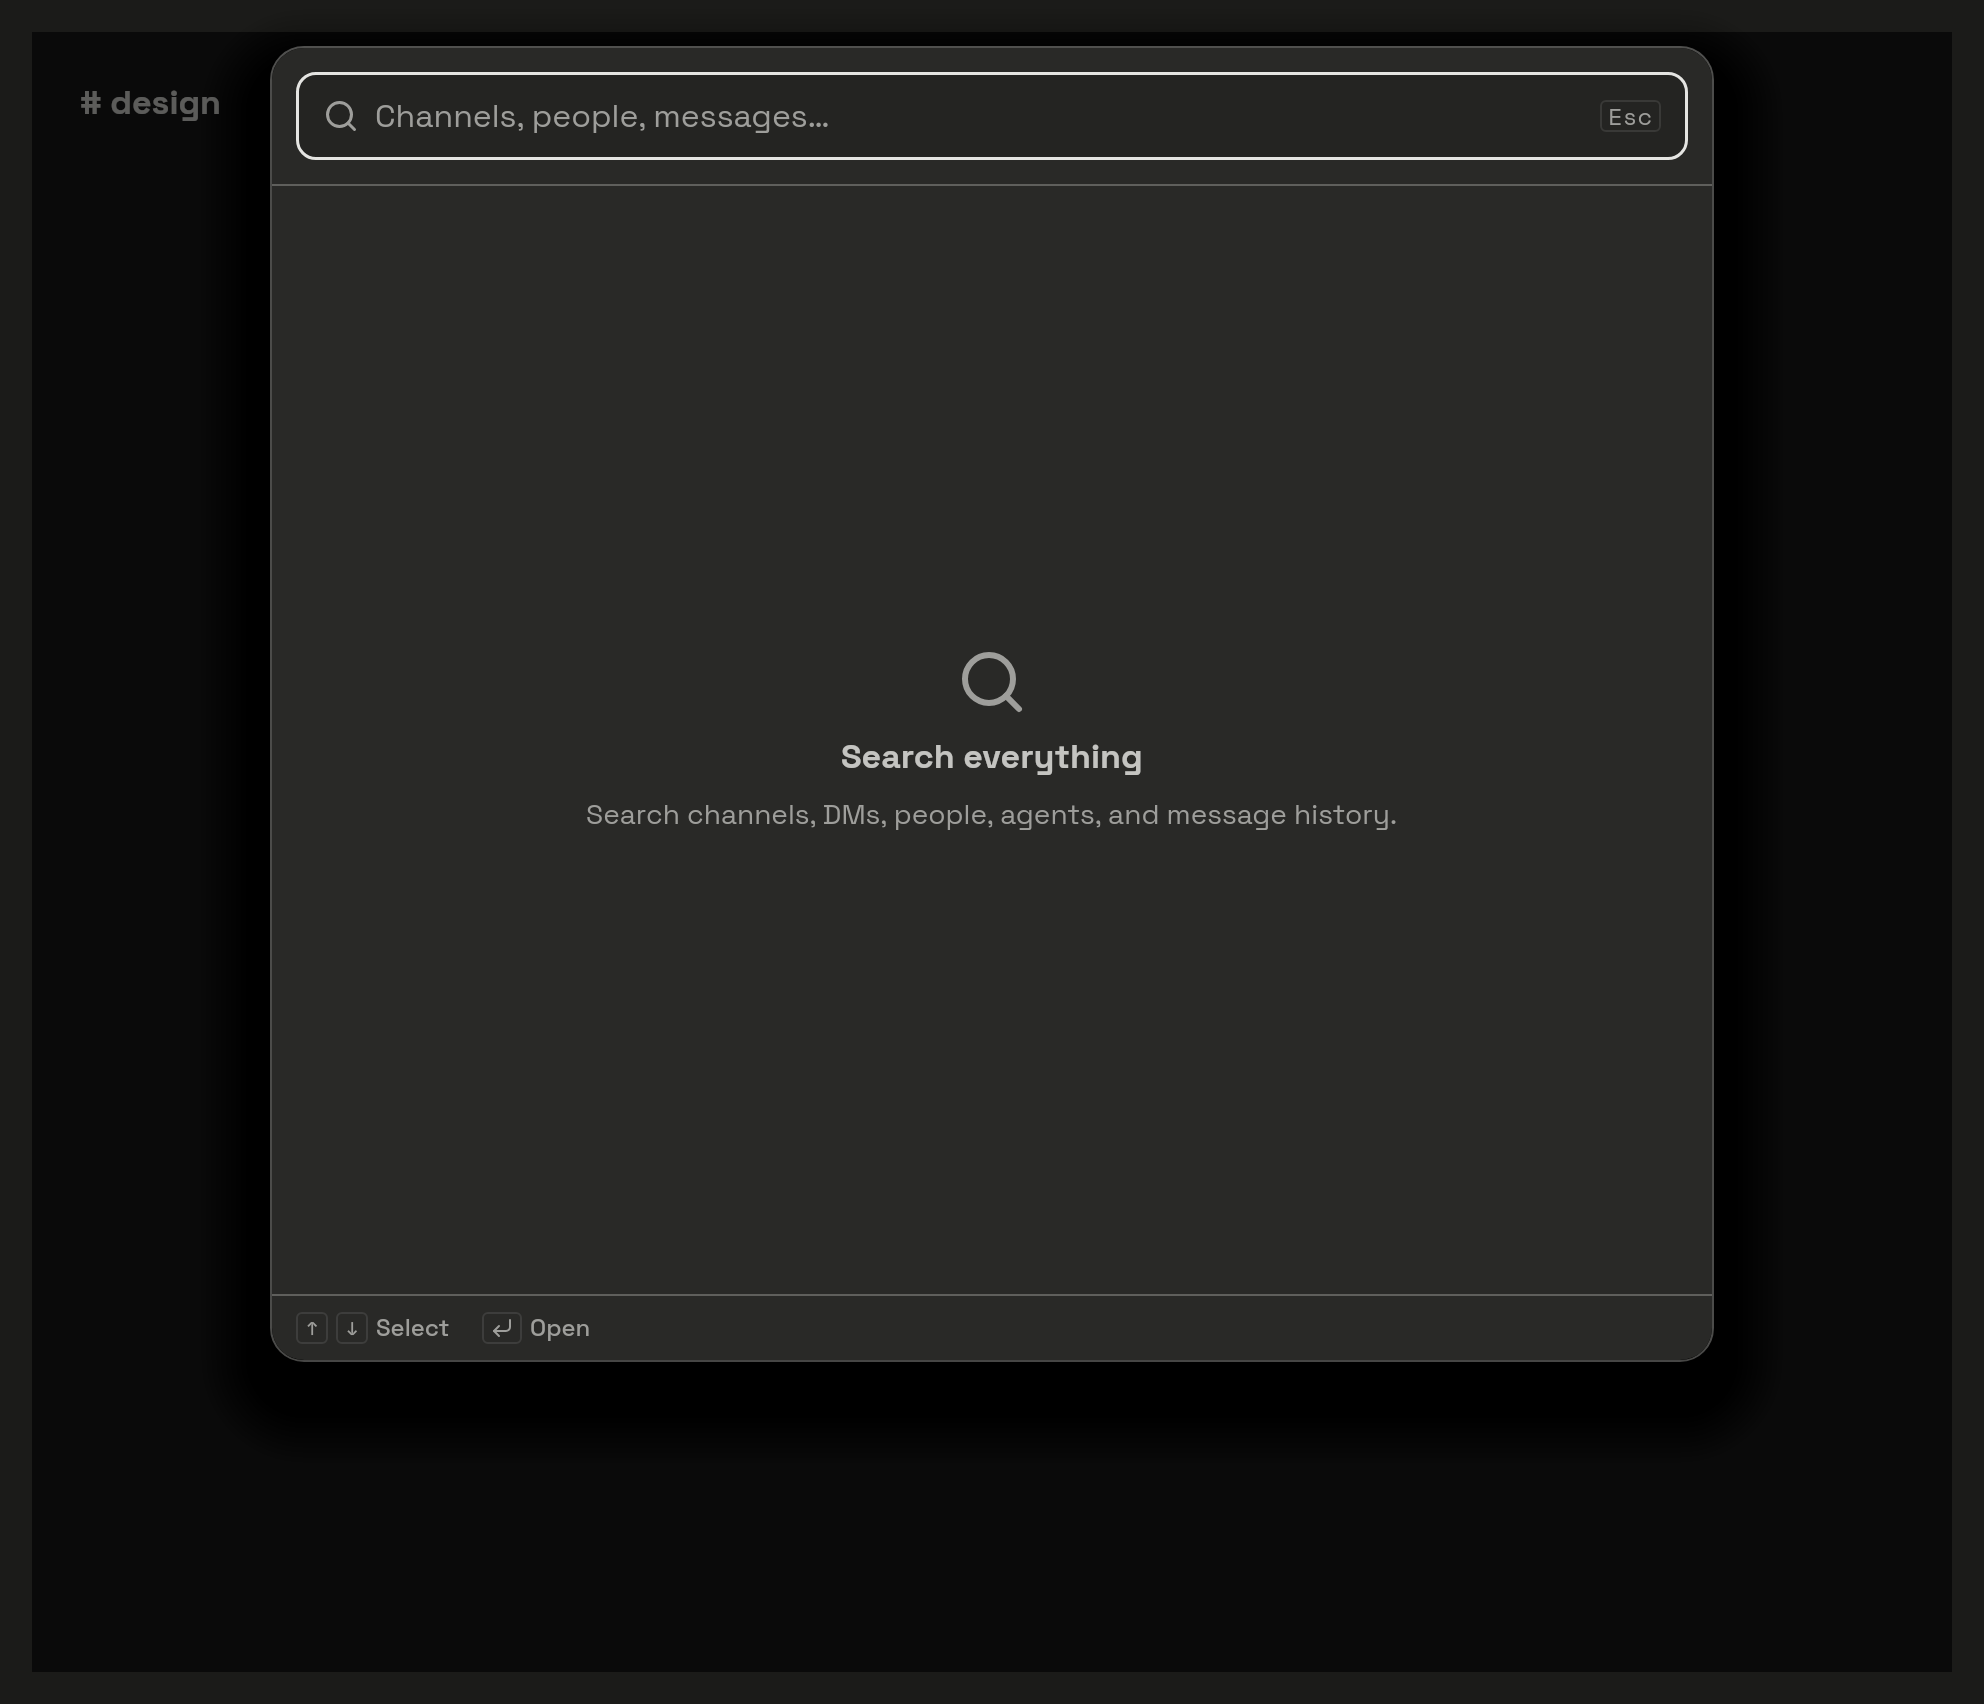 # design
Channels, people, messages…
Esc
Search everything
Search channels, DMs, people, agents, and message history.
↑ ↓ Select ↵ Open